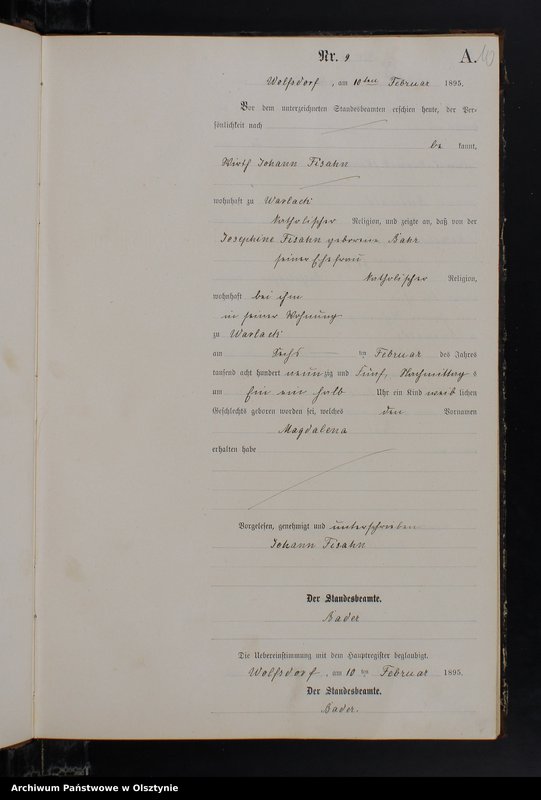 Nr. 9
A.
Wolfsdorf, am 10ten Februar 1895.
Vor dem unterzeichneten Standesbeamten erschien heute, der Per-
sönlichkeit nach
be kannt,
Wirth Johann Fisahn
wohnhaft zu Warlack
katholischer Religion, und zeigte an, daß von der
Josephine Fisahn geborene Bahr
seiner Ehefrau
katholischer Religion,
wohnhaft bei ihm
in seiner Wohnung
zu Warlack
am Sechs ten Februar des Jahres
tausend acht hundert neunzig und fünf, Nachmittag s
um Ein ein halb Uhr ein Kind weib lichen
Geschlechts geboren worden sei, welches den Vornamen
Magdalena
erhalten habe
Vorgelesen, genehmigt und unterschrieben
Johann Fisahn
Der Standesbeamte.
Bader
Die Uebereinstimmung mit dem Hauptregister beglaubigt.
Wolfsdorf, am 10 ten Februar 1895.
Der Standesbeamte.
Bader.
Archiwum Państwowe w Olsztynie